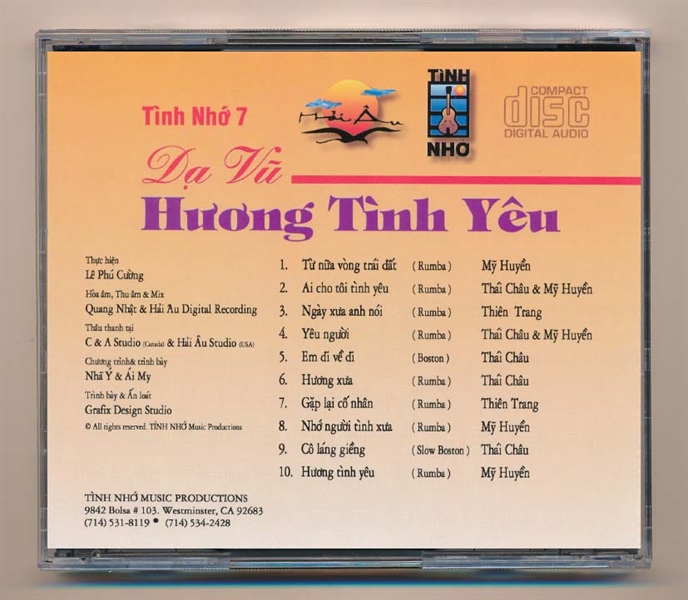 Tình Nhớ 7
Hải Âu
TÌNH
NHỚ
COMPACT
disc
DIGITAL AUDIO
Dạ Vũ
Hương Tình Yêu
Thực hiện
Lê Phú Cường
Hòa âm, Thu âm & Mix
Quang Nhật & Hải Âu Digital Recording
Thâu thanh tại
C & A Studio (Canada) & Hải Âu Studio (USA)
Chương trình & trình bày
Nhã Ý & Ái My
Trình bày & Ấn loát
Grafix Design Studio
© All rights reserved. TÌNH NHỚ Music Productions
1. Từ nữa vòng trái đất (Rumba) Mỹ Huyền
2. Ai cho tôi tình yêu (Rumba) Thái Châu & Mỹ Huyền
3. Ngày xưa anh nói (Rumba) Thiên Trang
4. Yêu người (Rumba) Thái Châu & Mỹ Huyền
5. Em đi về đi (Boston) Thái Châu
6. Hương xưa (Rumba) Thái Châu
7. Gặp lại cố nhân (Rumba) Thiên Trang
8. Nhớ người tình xưa (Rumba) Mỹ Huyền
9. Cô láng giềng (Slow Boston) Thái Châu
10. Hương tình yêu (Rumba) Mỹ Huyền
TÌNH NHỚ MUSIC PRODUCTIONS
9842 Bolsa # 103. Westminster, CA 92683
(714) 531-8119 • (714) 534-2428